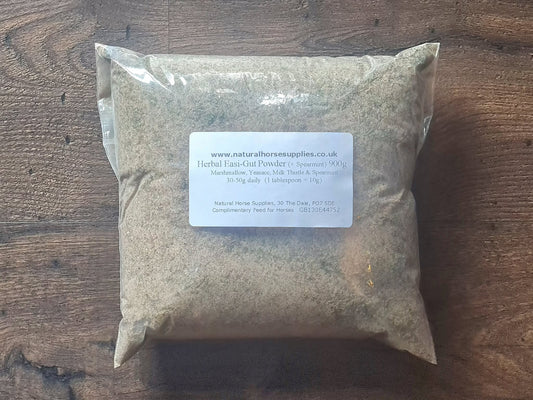 www.naturalhorsesupplies.co.uk
Herbal Easi-Gut Powder (+ Spearmint) 900g
Marshmallow, Yeasacc, Milk Thistle & Spearmint
30-50g daily. (1 tablespoon = 10g)
Natural Horse Supplies, 30 The Dale, PO7 5DE
Complimentary Feed for Horses GB130E44752